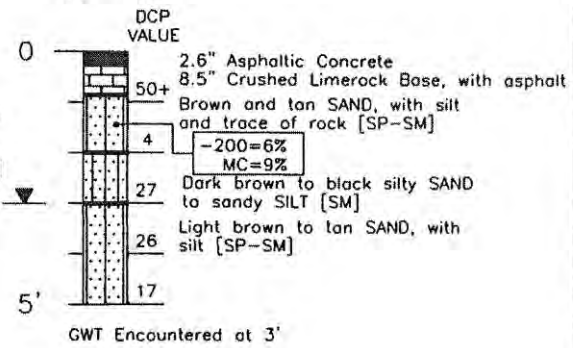 DCP
VALUE
0
2.6" Asphaltic Concrete
8.5" Crushed Limerock Base, with asphalt
50+
Brown and tan SAND, with silt
and trace of rock [SP-SM]
4
-200=6%
MC=9%
Dark brown to black silty SAND
to sandy SILT [SM]
27
Light brown to tan SAND, with
silt [SP-SM]
26
17
5'
GWT Encountered at 3'